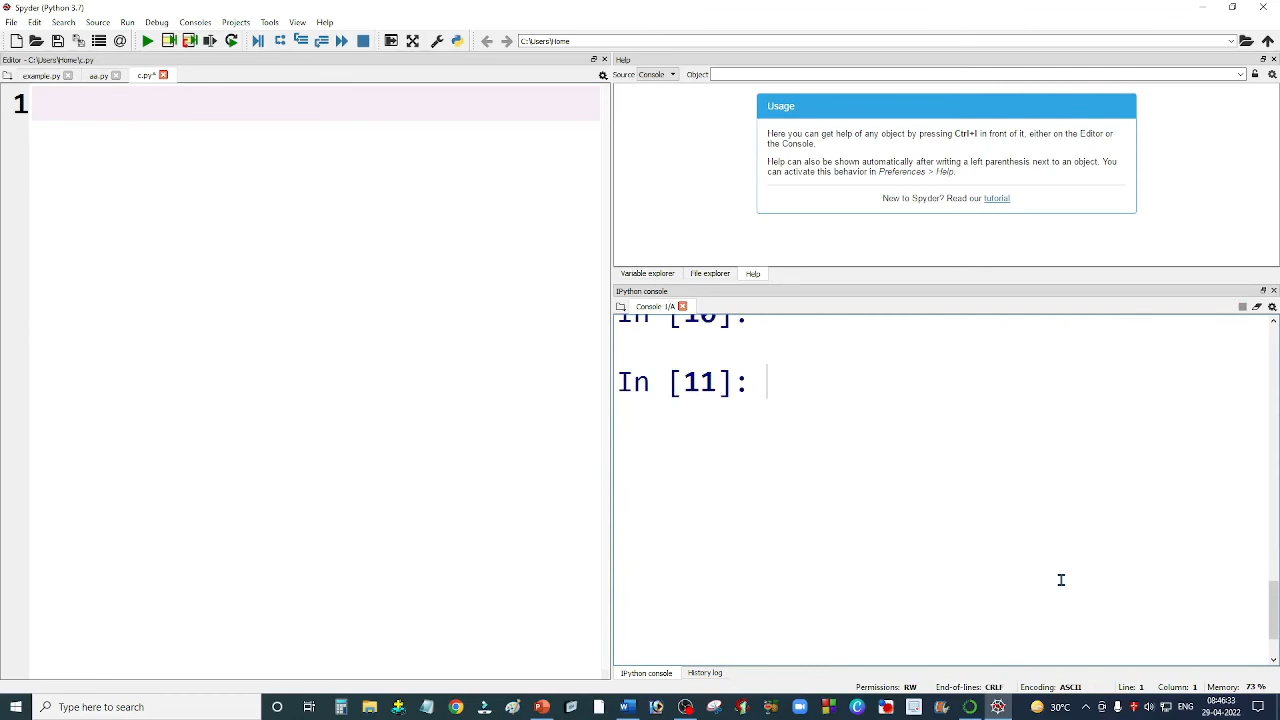 Spyder (Python 3.7)
File Edit Search Source Run Debug Consoles Projects Tools View Help
C:\Users\Home
Editor - C:\Users\Home\c.py
Help
example.py
aa.py
c.py*
Source Console Object
1
Usage
Here you can get help of any object by pressing Ctrl+I in front of it, either on the Editor or
the Console.
Help can also be shown automatically after writing a left parenthesis next to an object. You
can activate this behavior in Preferences > Help.
New to Spyder? Read our tutorial
Variable explorer File explorer Help
IPython console
Console 1/A
In [10]:
In [11]:
IPython console History log
Permissions: RW End-of-lines: CRLF Encoding: ASCII Line: 1 Column: 1 Memory: 73 %
Type here to search
30°C
ENG
08:46:33
29-04-2022